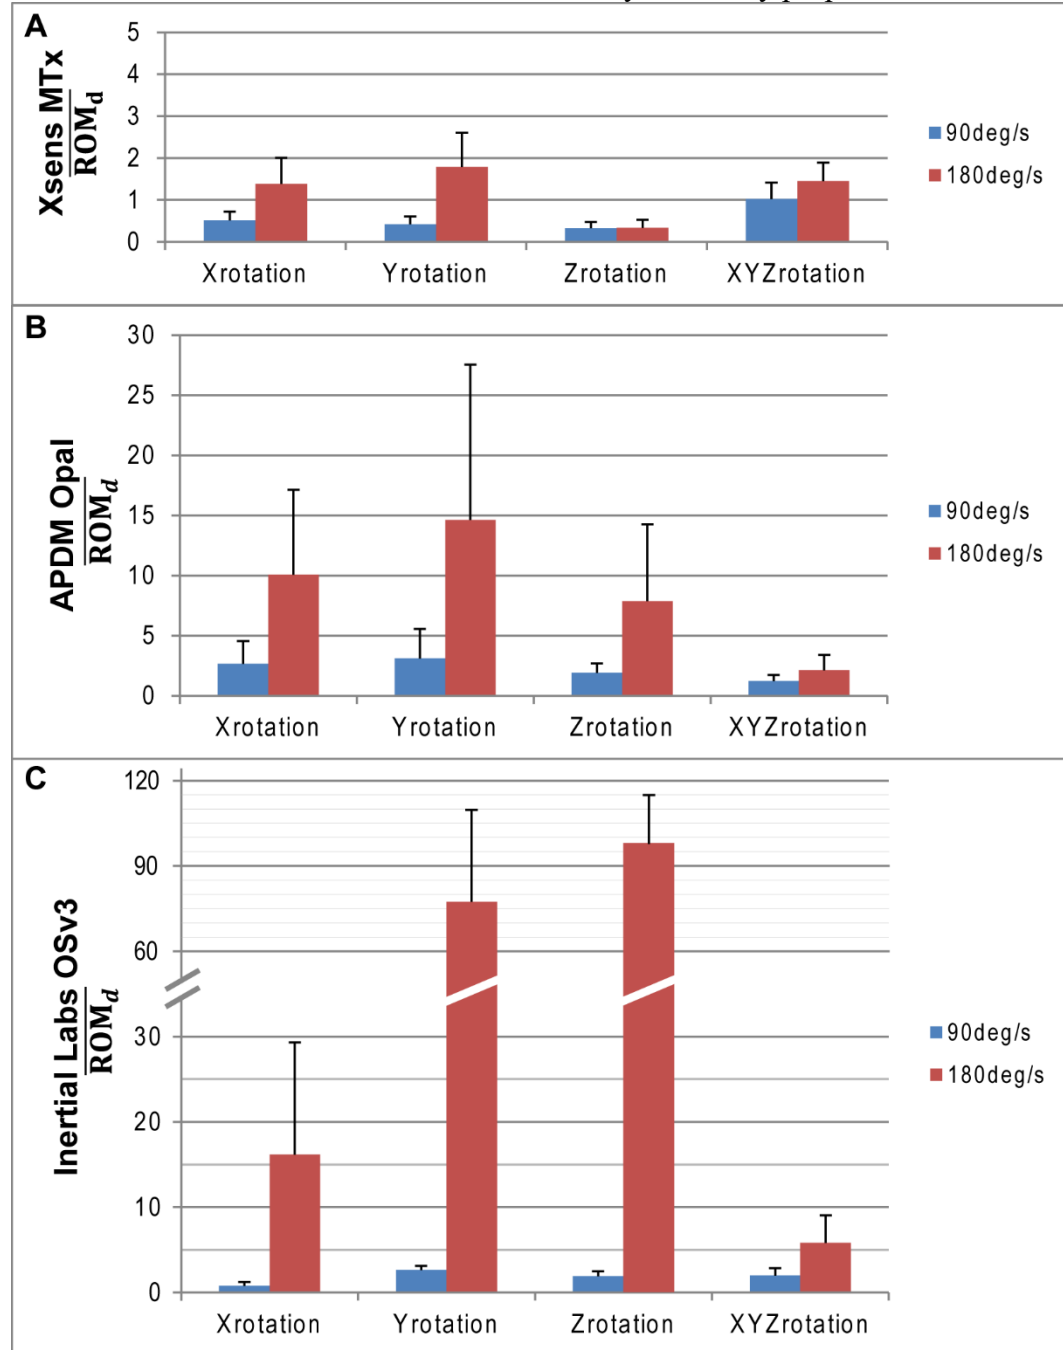 A
Xsens MTx
ROMd
5
4
3
2
1
0
Xrotation Yrotation Zrotation XYZrotation
90deg/s
180deg/s
B
APDM Opal
ROMd
30
25
20
15
10
5
0
Xrotation Yrotation Zrotation XYZrotation
90deg/s
180deg/s
C
Inertial Labs OSv3
ROMd
120
90
60
30
20
10
0
Xrotation Yrotation Zrotation XYZrotation
90deg/s
180deg/s